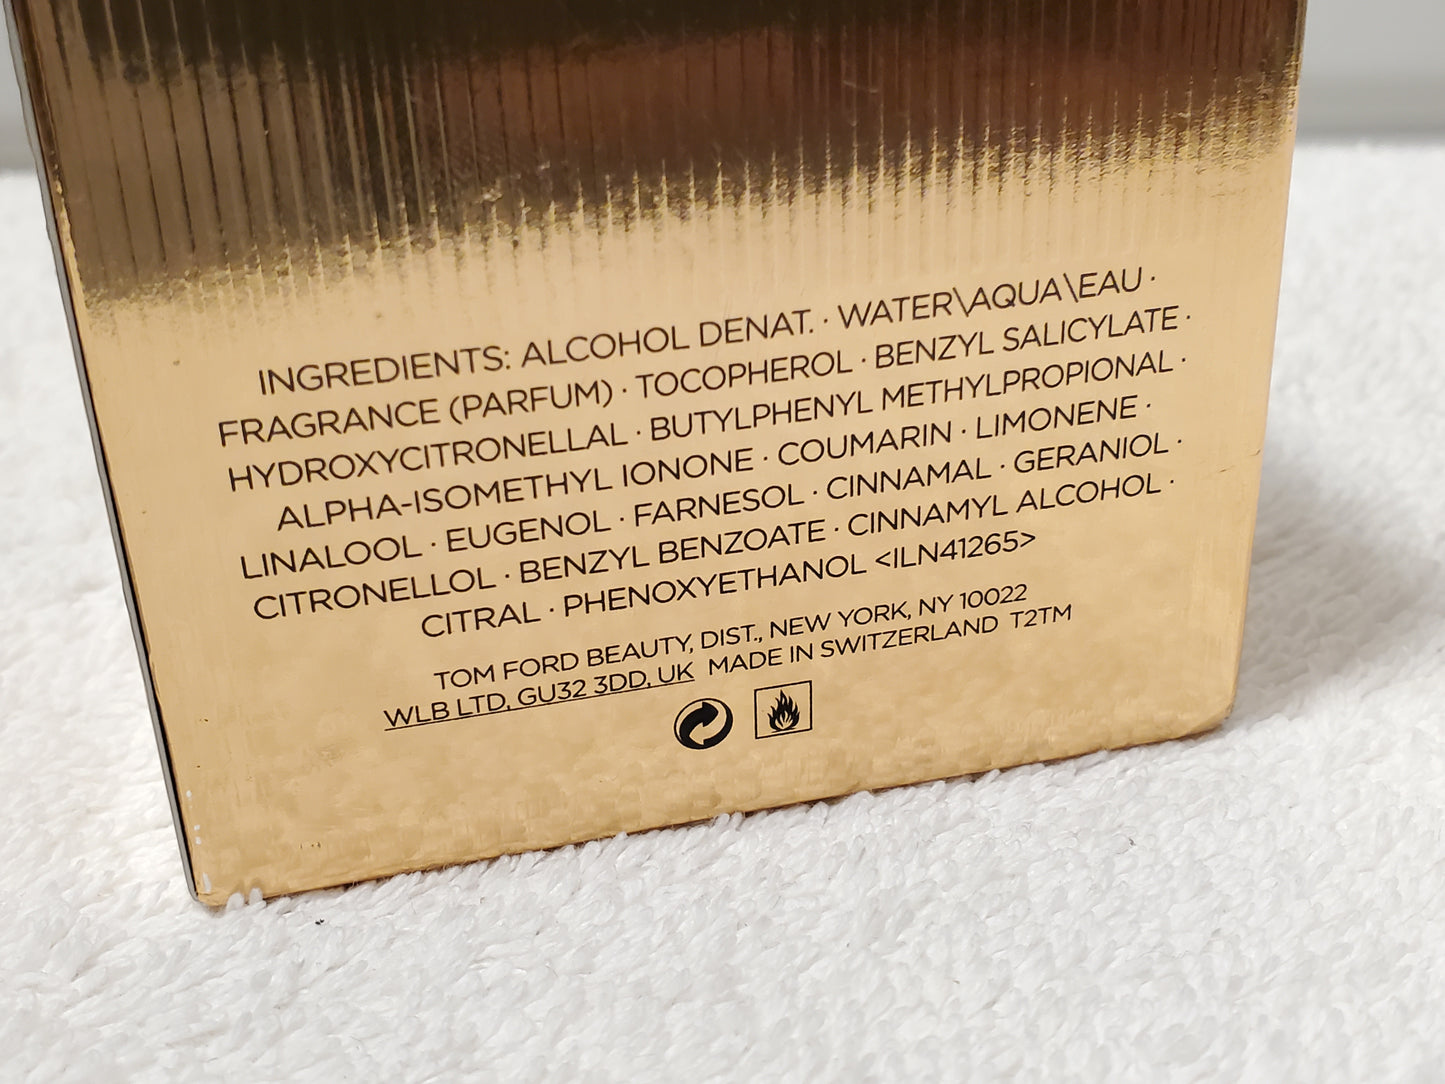 INGREDIENTS: ALCOHOL DENAT. · WATER\AQUA\EAU ·
FRAGRANCE (PARFUM) · TOCOPHEROL · BENZYL SALICYLATE ·
HYDROXYCITRONELLAL · BUTYLPHENYL METHYLPROPIONAL ·
ALPHA-ISOMETHYL IONONE · COUMARIN · LIMONENE ·
LINALOOL · EUGENOL · FARNESOL · CINNAMAL · GERANIOL ·
CITRONELLOL · BENZYL BENZOATE · CINNAMYL ALCOHOL ·
CITRAL · PHENOXYETHANOL <ILN41265>
TOM FORD BEAUTY, DIST., NEW YORK, NY 10022
WLB LTD, GU32 3DD, UK MADE IN SWITZERLAND T2TM